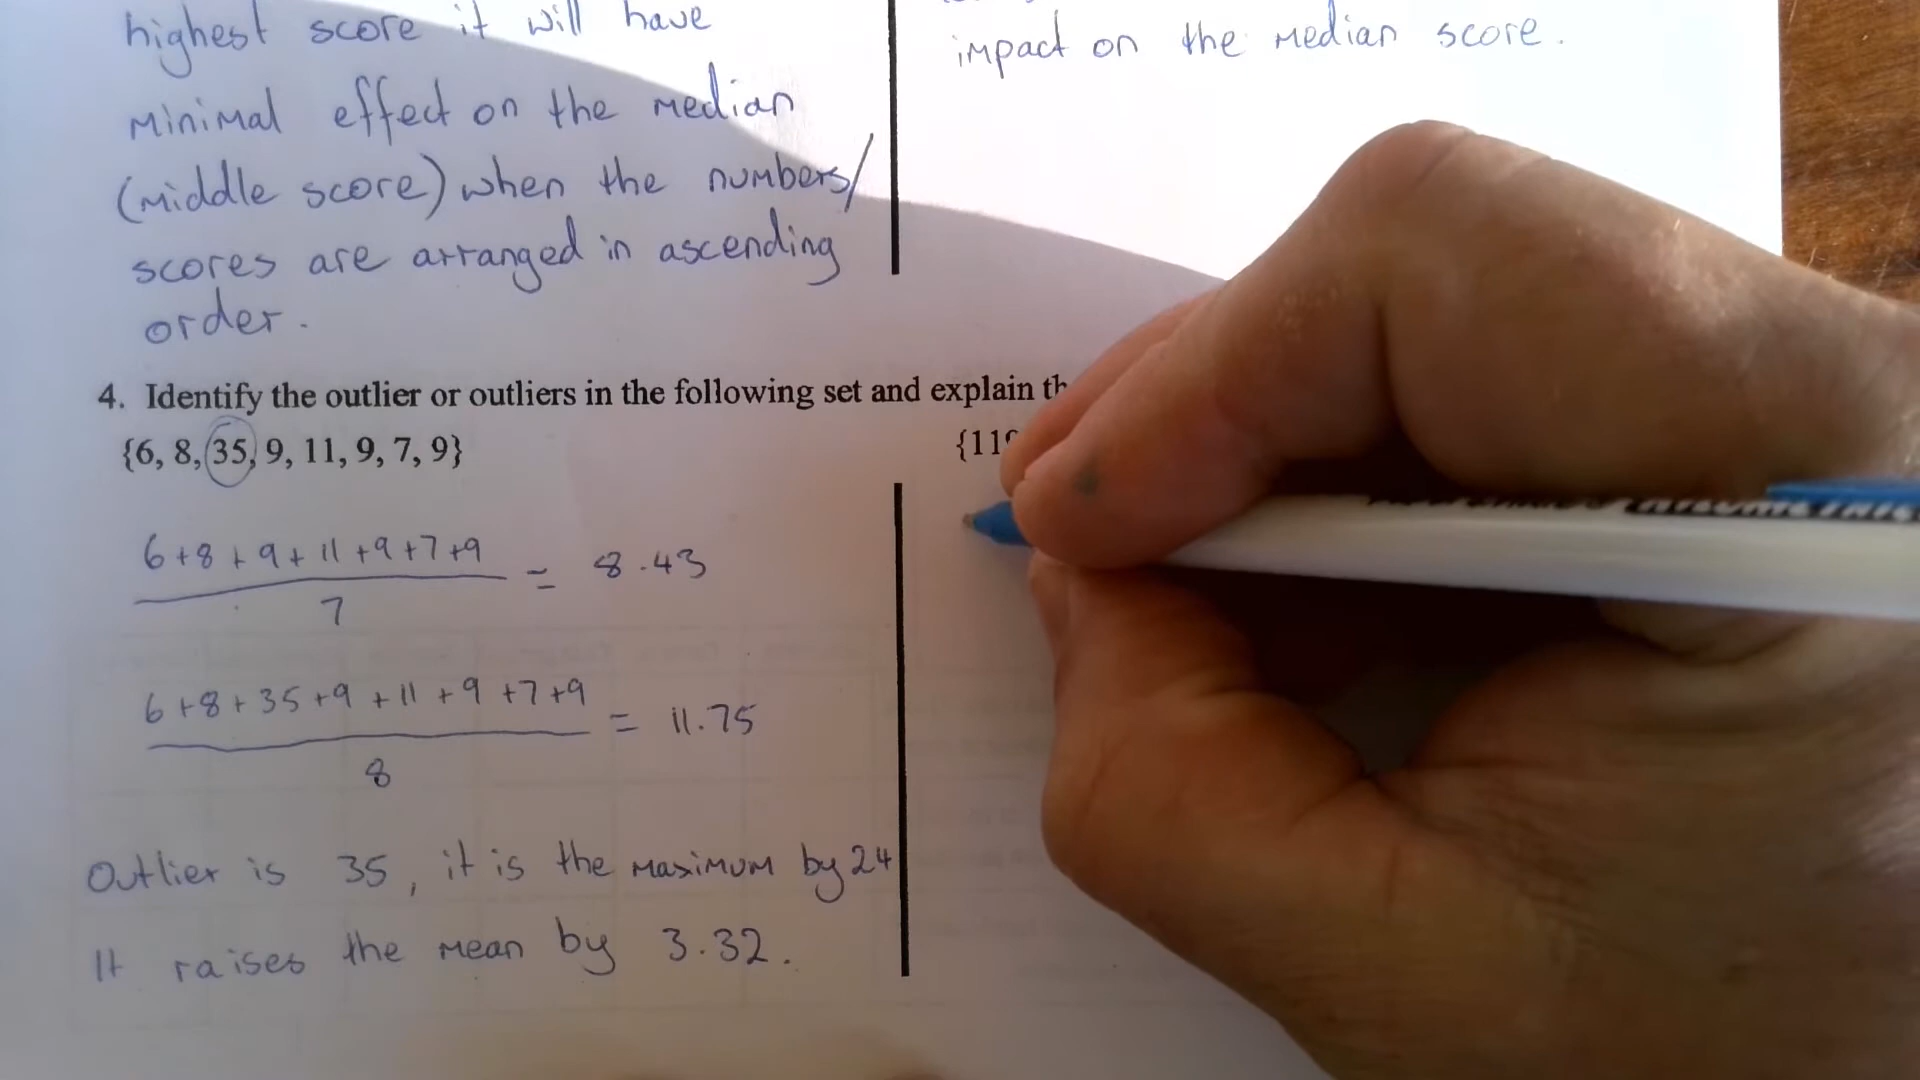 highest score it will have
minimal effect on the median
(middle score) when the numbers/
scores are arranged in ascending
order.
impact on the median score.
4. Identify the outlier or outliers in the following set and explain th
{6, 8, 35, 9, 11, 9, 7, 9}
{11
6+8+9+11+9+7+9
7
= 8.43
6+8+35+9+11+9+7+9
8
= 11.75
Outlier is 35, it is the maximum by 24
It raises the mean by 3.32.